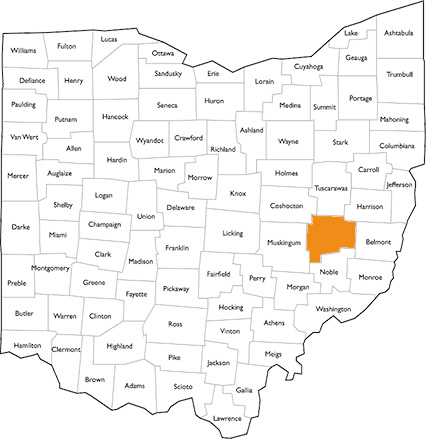 Lake
Ashtabula
Lucas
Williams
Fulton
Ottawa
Cuyahoga
Geauga
Defiance
Henry
Wood
Sandusky
Erie
Lorain
Trumbull
Paulding
Seneca
Huron
Medina
Summit
Portage
Putnam
Hancock
Mahoning
Van Wert
Wyandot
Crawford
Richland
Ashland
Wayne
Stark
Columbiana
Allen
Hardin
Mercer
Auglaize
Marion
Morrow
Holmes
Carroll
Jefferson
Tuscarawas
Shelby
Logan
Union
Delaware
Knox
Coshocton
Harrison
Darke
Miami
Champaign
Clark
Franklin
Licking
Muskingum
Belmont
Montgomery
Madison
Fairfield
Perry
Noble
Monroe
Preble
Greene
Fayette
Pickaway
Morgan
Butler
Warren
Clinton
Ross
Hocking
Vinton
Athens
Washington
Hamilton
Clermont
Highland
Pike
Jackson
Meigs
Brown
Adams
Scioto
Gallia
Lawrence